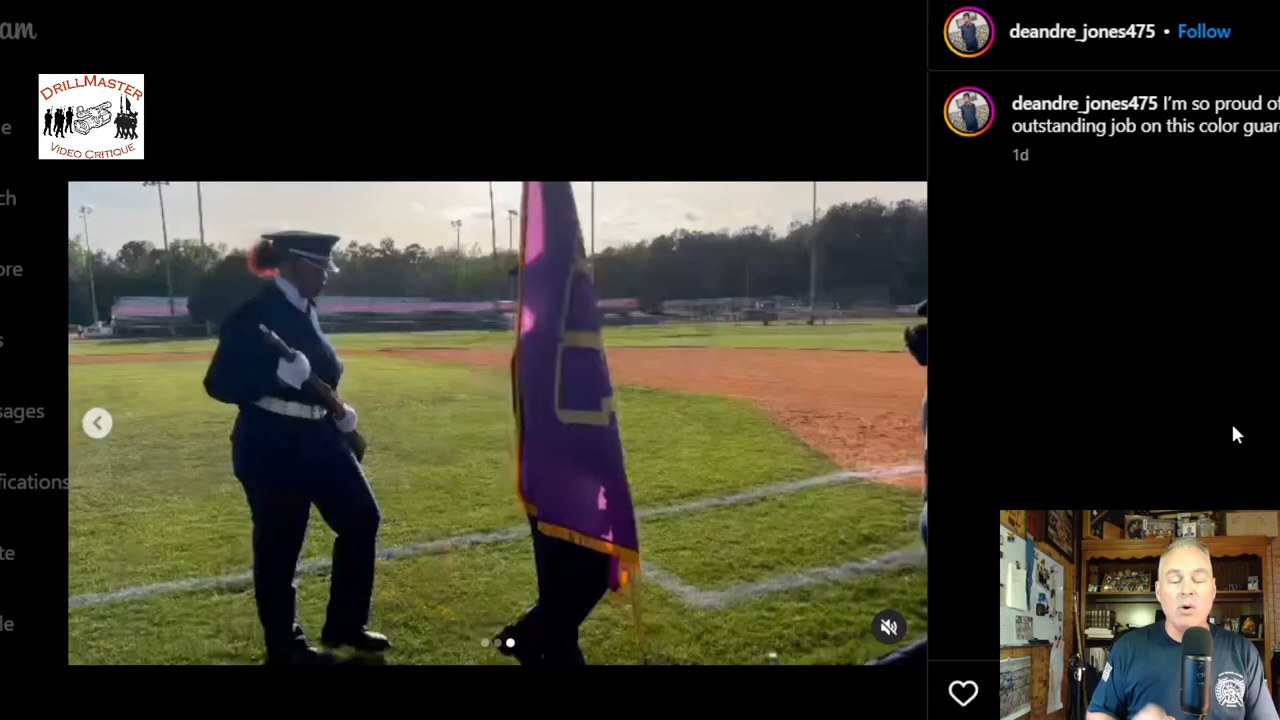 am
DRILLMASTER
VIDEO CRITIQUE
e
ch
ore
s
sages
fications
te
le
deandre_jones475 • Follow
deandre_jones475 I'm so proud of
outstanding job on this color guar
1d